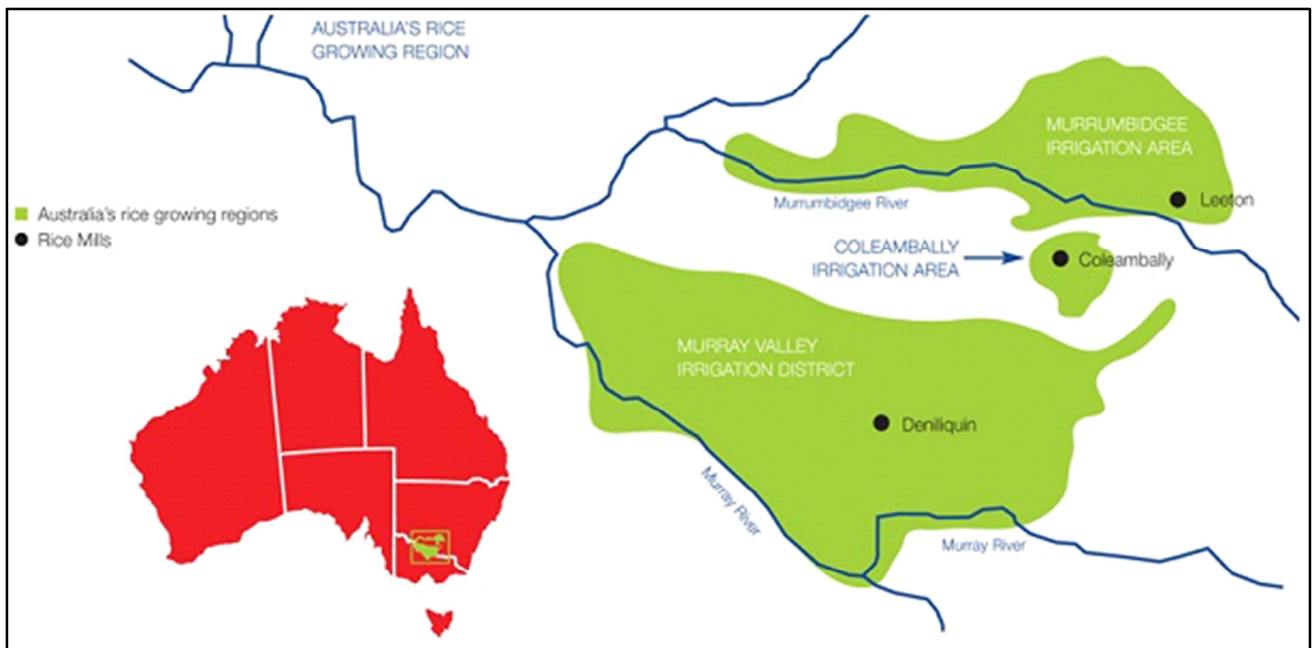 AUSTRALIA'S RICE
GROWING REGION
MURRUMBIDGEE
IRRIGATION AREA
Leeton
Murrumbidgee River
Australia's rice growing regions
Rice Mills
COLEAMBALLY
IRRIGATION AREA
Coleambally
MURRAY VALLEY
IRRIGATION DISTRICT
Deniliquin
Murray River
Murray River